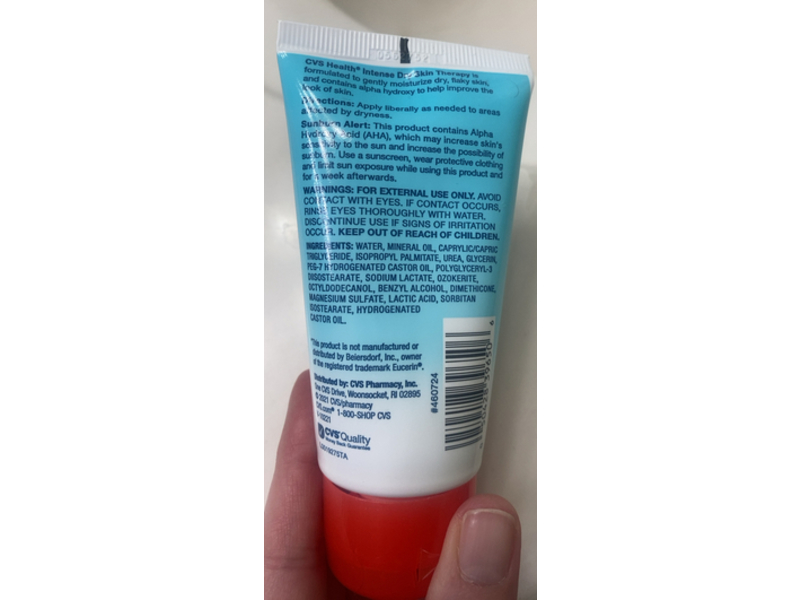 CVS Health® Intense Dry Skin Therapy is
formulated to gently moisturize dry, flaky skin,
and contains alpha hydroxy to help improve the
look of skin.
Directions: Apply liberally as needed to areas
affected by dryness.
Sunburn Alert: This product contains Alpha
Hydroxy Acid (AHA), which may increase skin's
sensitivity to the sun and increase the possibility of
sunburn. Use a sunscreen, wear protective clothing
and limit sun exposure while using this product and
for a week afterwards.
WARNINGS: FOR EXTERNAL USE ONLY. AVOID
CONTACT WITH EYES. IF CONTACT OCCURS,
RINSE EYES THOROUGHLY WITH WATER.
DISCONTINUE USE IF SIGNS OF IRRITATION
OCCUR. KEEP OUT OF REACH OF CHILDREN.
INGREDIENTS: WATER, MINERAL OIL, CAPRYLIC/CAPRIC
TRIGLYCERIDE, ISOPROPYL PALMITATE, UREA, GLYCERIN,
PEG-7 HYDROGENATED CASTOR OIL, POLYGLYCERYL-3
DIISOSTEARATE, SODIUM LACTATE, OZOKERITE,
OCTYLDODECANOL, BENZYL ALCOHOL, DIMETHICONE,
MAGNESIUM SULFATE, LACTIC ACID, SORBITAN
ISOSTEARATE, HYDROGENATED
CASTOR OIL.
*This product is not manufactured or
distributed by Beiersdorf, Inc., owner
of the registered trademark Eucerin®.
Distributed by: CVS Pharmacy, Inc.
One CVS Drive, Woonsocket, RI 02895
© 2021 CVS/pharmacy
CVS.com® 1-800-SHOP CVS
CVS Quality
Money Back Guarantee
#460724